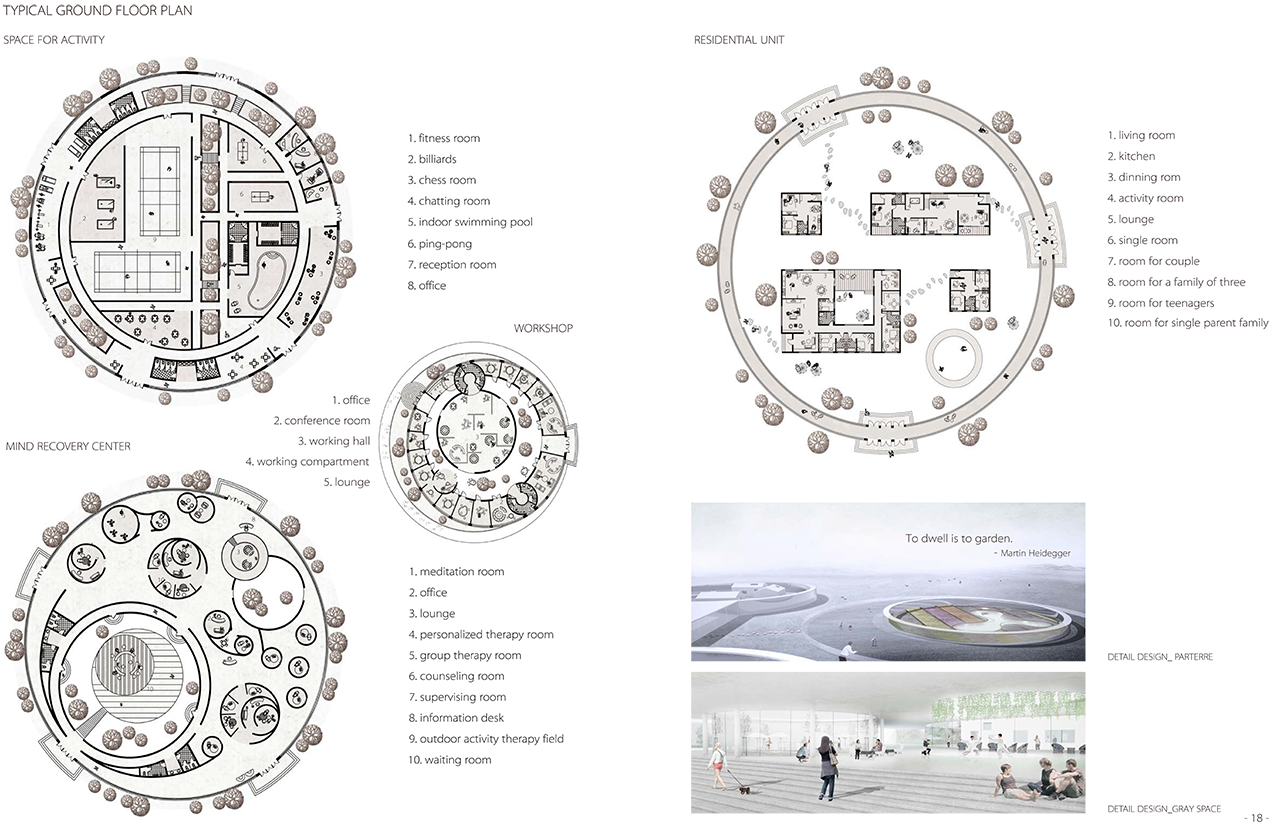 TYPICAL GROUND FLOOR PLAN
SPACE FOR ACTIVITY
1. fitness room
2. billiards
3. chess room
4. chatting room
5. indoor swimming pool
6. ping-pong
7. reception room
8. office
WORKSHOP
1. office
2. conference room
3. working hall
4. working compartment
5. lounge
MIND RECOVERY CENTER
1. meditation room
2. office
3. lounge
4. personalized therapy room
5. group therapy room
6. counseling room
7. supervising room
8. information desk
9. outdoor activity therapy field
10. waiting room
RESIDENTIAL UNIT
1. living room
2. kitchen
3. dinning rom
4. activity room
5. lounge
6. single room
7. room for couple
8. room for a family of three
9. room for teenagers
10. room for single parent family
To dwell is to garden.
- Martin Heidegger
DETAIL DESIGN_ PARTERRE
DETAIL DESIGN_GRAY SPACE
- 18 -